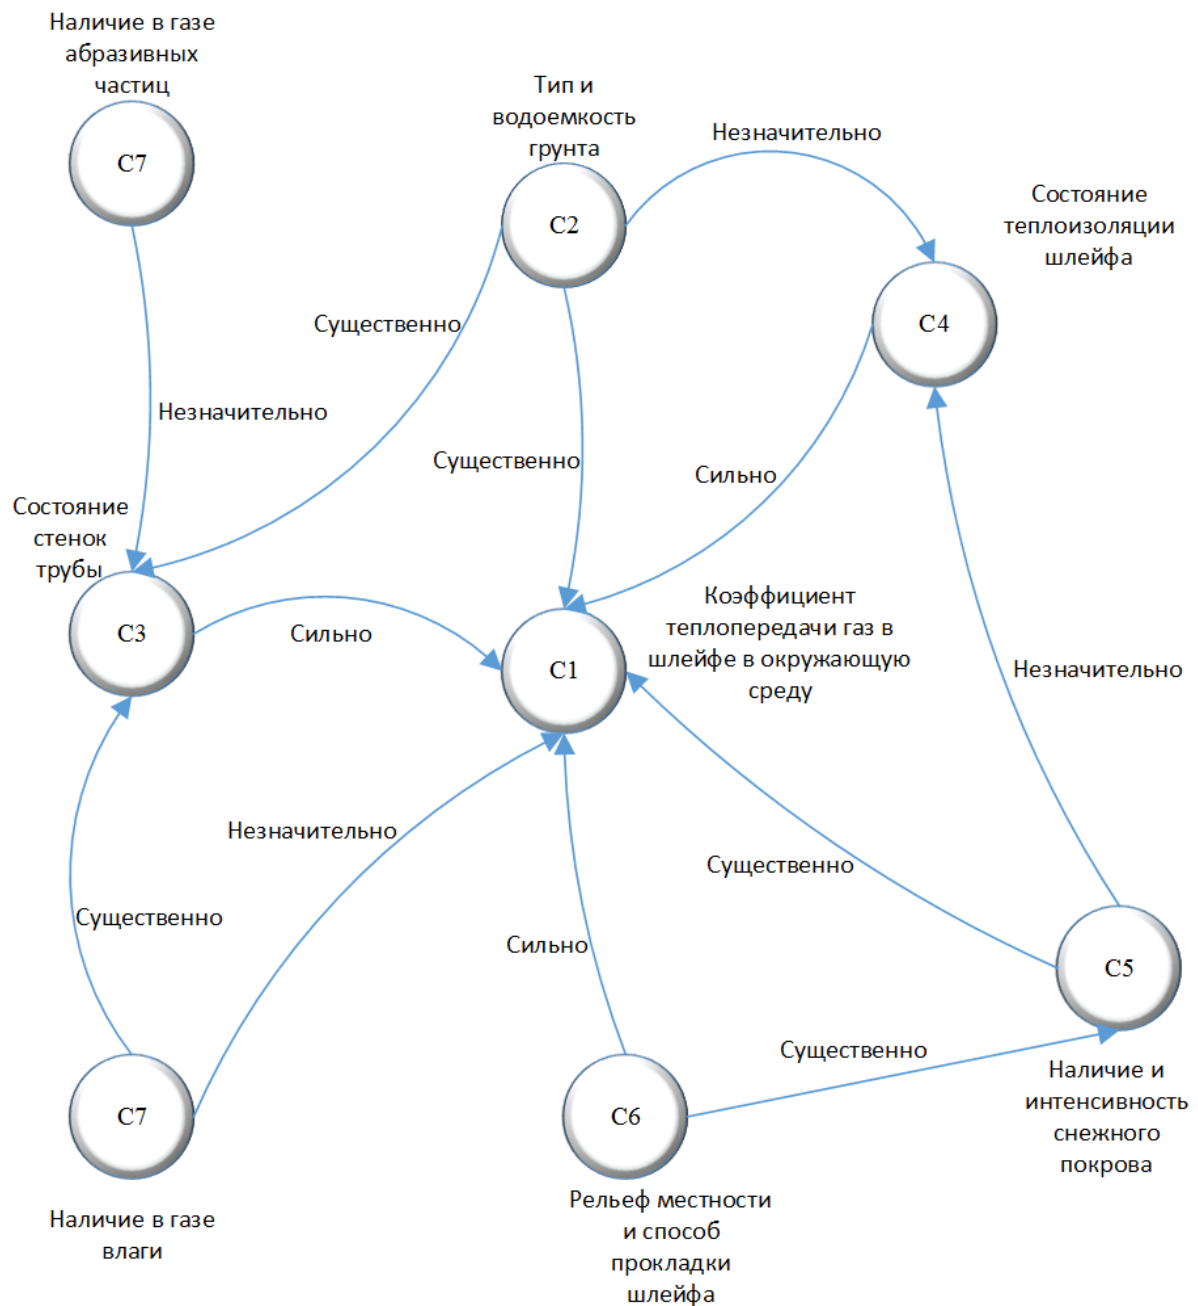 Наличие в газе
абразивных
частиц
C7
Тип и
водоемкость
грунта
C2
Незначительно
Состояние
теплоизоляции
шлейфа
C4
Существенно
Незначительно
Существенно
Сильно
Состояние
стенок
трубы
C3
Сильно
C1
Коэффициент
теплопередачи газ в
шлейфе в окружающую
среду
Незначительно
Незначительно
Существенно
Существенно
Сильно
C5
Существенно
C7
C6
Наличие и
интенсивность
снежного
покрова
Наличие в газе
влаги
Рельеф местности
и способ
прокладки
шлейфа